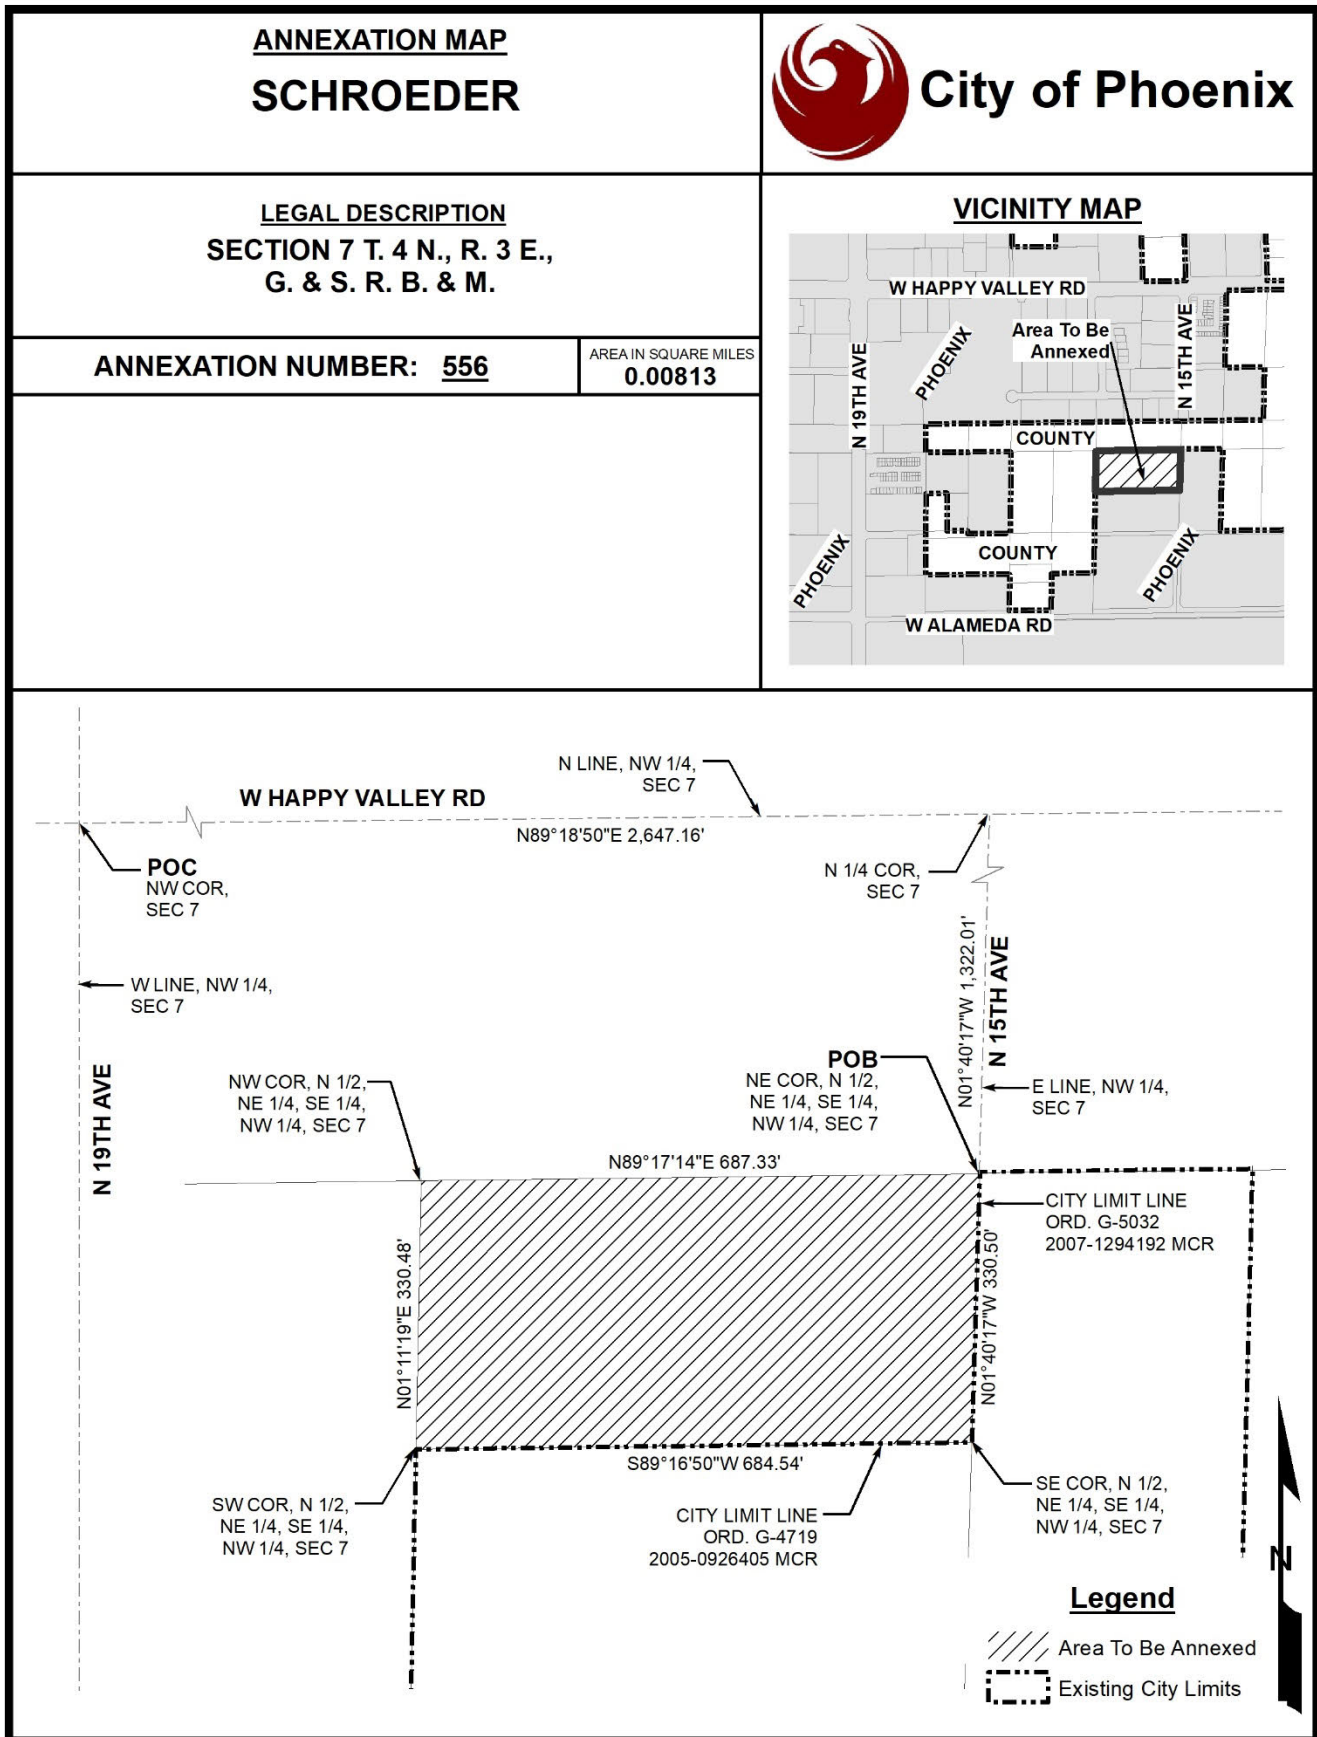 ANNEXATION MAP
SCHROEDER
City of Phoenix
LEGAL DESCRIPTION
SECTION 7 T. 4 N., R. 3 E.,
G. & S. R. B. & M.
ANNEXATION NUMBER: 556
AREA IN SQUARE MILES
0.00813
VICINITY MAP
W HAPPY VALLEY RD
Area To Be
Annexed
PHOENIX
N 15TH AVE
N 19TH AVE
COUNTY
COUNTY
PHOENIX
PHOENIX
W ALAMEDA RD
N LINE, NW 1/4,
SEC 7
W HAPPY VALLEY RD
N89°18'50"E 2,647.16'
POC
NW COR,
SEC 7
N 1/4 COR,
SEC 7
W LINE, NW 1/4,
SEC 7
N01°40'17"W 1,322.01'
N 15TH AVE
N 19TH AVE
NW COR, N 1/2,
NE 1/4, SE 1/4,
NW 1/4, SEC 7
POB
NE COR, N 1/2,
NE 1/4, SE 1/4,
NW 1/4, SEC 7
E LINE, NW 1/4,
SEC 7
N89°17'14"E 687.33'
CITY LIMIT LINE
ORD. G-5032
2007-1294192 MCR
N01°11'19"E 330.48'
N01°40'17"W 330.50'
S89°16'50"W 684.54'
SW COR, N 1/2,
NE 1/4, SE 1/4,
NW 1/4, SEC 7
CITY LIMIT LINE
ORD. G-4719
2005-0926405 MCR
SE COR, N 1/2,
NE 1/4, SE 1/4,
NW 1/4, SEC 7
N
Legend
Area To Be Annexed
Existing City Limits